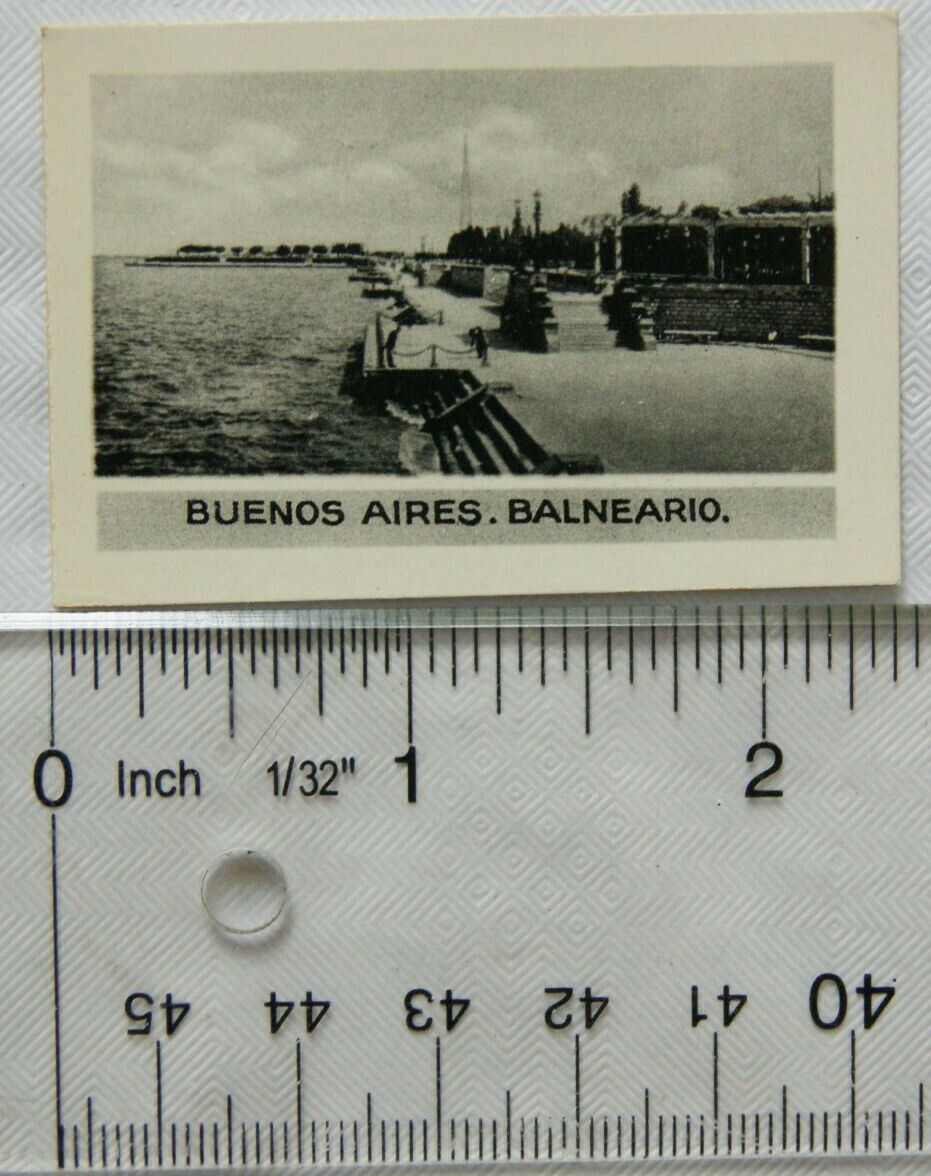 BUENOS AIRES. BALNEARIO.
0 Inch 1/32" 1 2
45 44 43 42 41 40